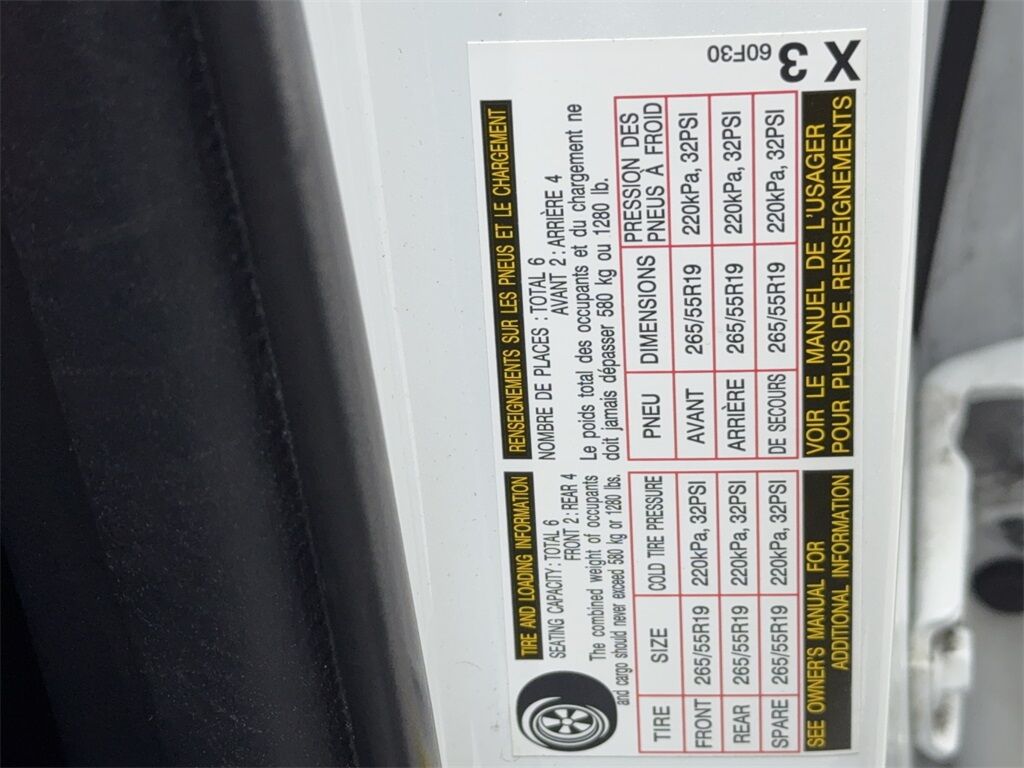 TIRE AND LOADING INFORMATION
SEATING CAPACITY : TOTAL 6
FRONT 2 : REAR 4
The combined weight of occupants
and cargo should never exceed 580 kg or 1280 lbs.
TIRE SIZE COLD TIRE PRESSURE
FRONT 265/55R19 220kPa, 32PSI
REAR 265/55R19 220kPa, 32PSI
SPARE 265/55R19 220kPa, 32PSI
SEE OWNER'S MANUAL FOR
ADDITIONAL INFORMATION
RENSEIGNEMENTS SUR LES PNEUS ET LE CHARGEMENT
NOMBRE DE PLACES : TOTAL 6
AVANT 2 : ARRIÈRE 4
Le poids total des occupants et du chargement ne
doit jamais dépasser 580 kg ou 1280 lb.
PNEU DIMENSIONS PRESSION DES
PNEUS À FROID
AVANT 265/55R19 220kPa, 32PSI
ARRIÈRE 265/55R19 220kPa, 32PSI
DE SECOURS 265/55R19 220kPa, 32PSI
VOIR LE MANUEL DE L'USAGER
POUR PLUS DE RENSEIGNEMENTS
60F30
X3